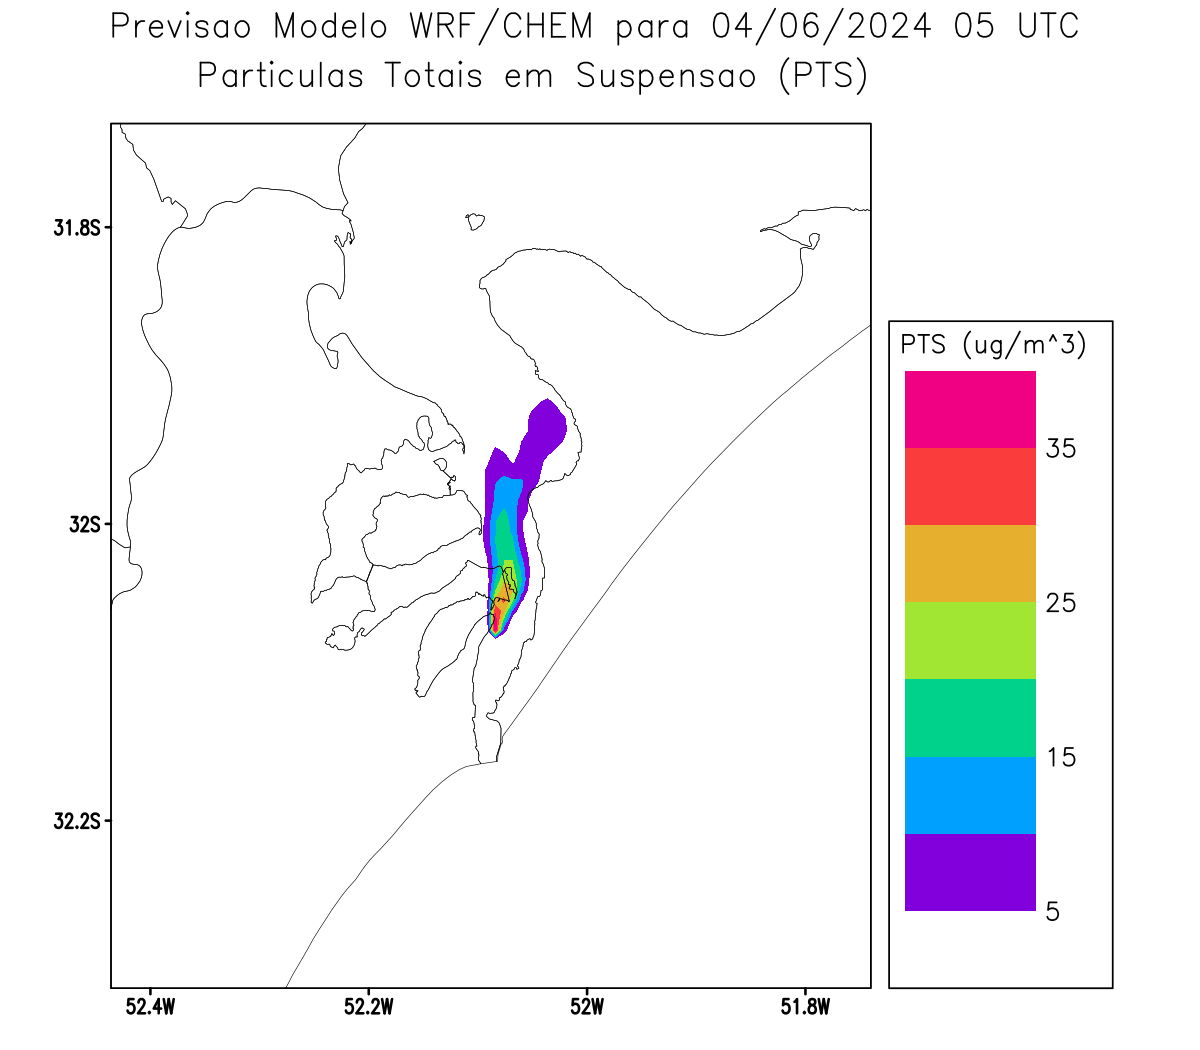 Previsao Modelo WRF/CHEM para 04/06/2024 05 UTC
Particulas Totais em Suspensao (PTS)
31.8S
32S
32.2S
52.4W
52.2W
52W
51.8W
PTS (ug/m^3)
35
25
15
5